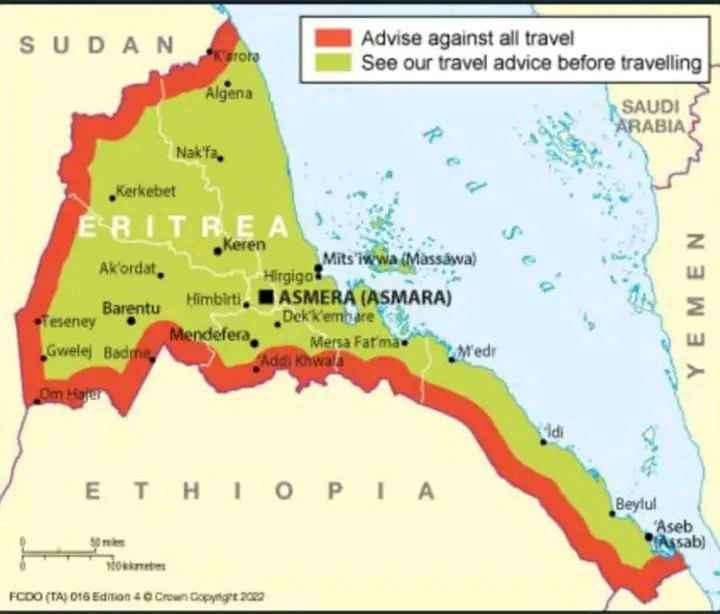 Advise against all travel
See our travel advice before travelling
SUDAN
K'arora
Algena
SAUDI
ARABIA
Nak'fa
Red Sea
Kerkebet
ERITREA
Keren
Mits'iwwa (Massawa)
Ak'ordat
Hirgigo
Himbirti
ASMERA (ASMARA)
YEMEN
Barentu
Dek'k'emhare
Teseney
Mendefera
Mersa Fat'ma
Gwelej
Badme
M'edr
'Addi Khwala
Om Hajer
'Idi
ETHIOPIA
Beylul
'Aseb
(Assab)
50 miles
0
0
100 kilometres
FCDO (TA) 016 Edition 4 © Crown Copyright 2022